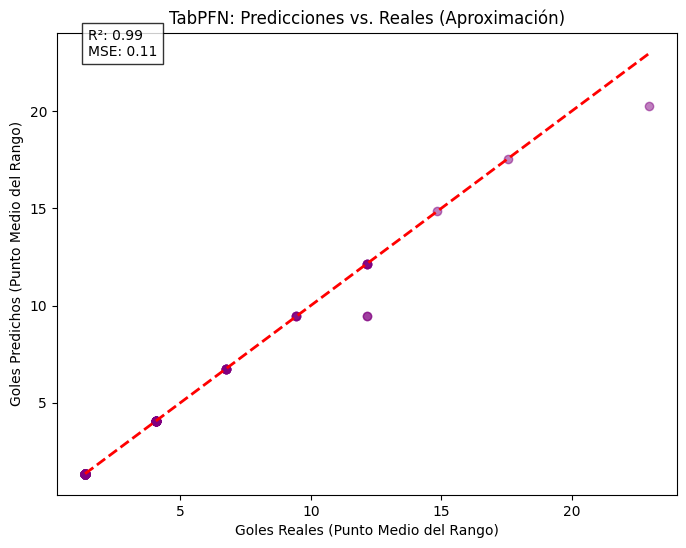 TabPFN: Predicciones vs. Reales (Aproximación)
R²: 0.99
MSE: 0.11
Goles Predichos (Punto Medio del Rango)
20
15
10
5
5
10
15
20
Goles Reales (Punto Medio del Rango)